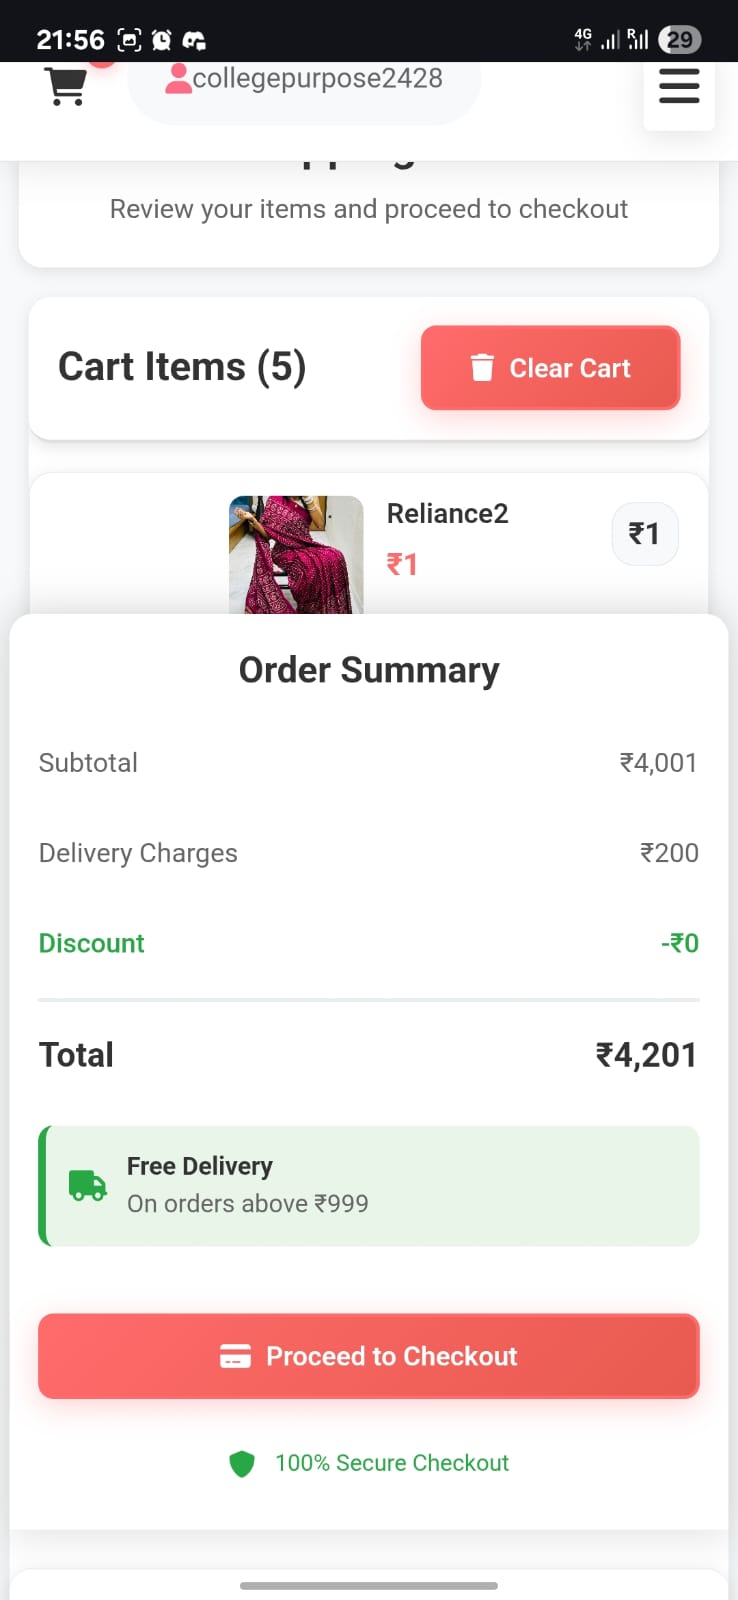 21:56
4G
R
29
collegepurpose2428
Review your items and proceed to checkout
Cart Items (5)
Clear Cart
Reliance2
₹1
₹1
Order Summary
Subtotal
₹4,001
Delivery Charges
₹200
Discount
-₹0
Total
₹4,201
Free Delivery
On orders above ₹999
Proceed to Checkout
100% Secure Checkout